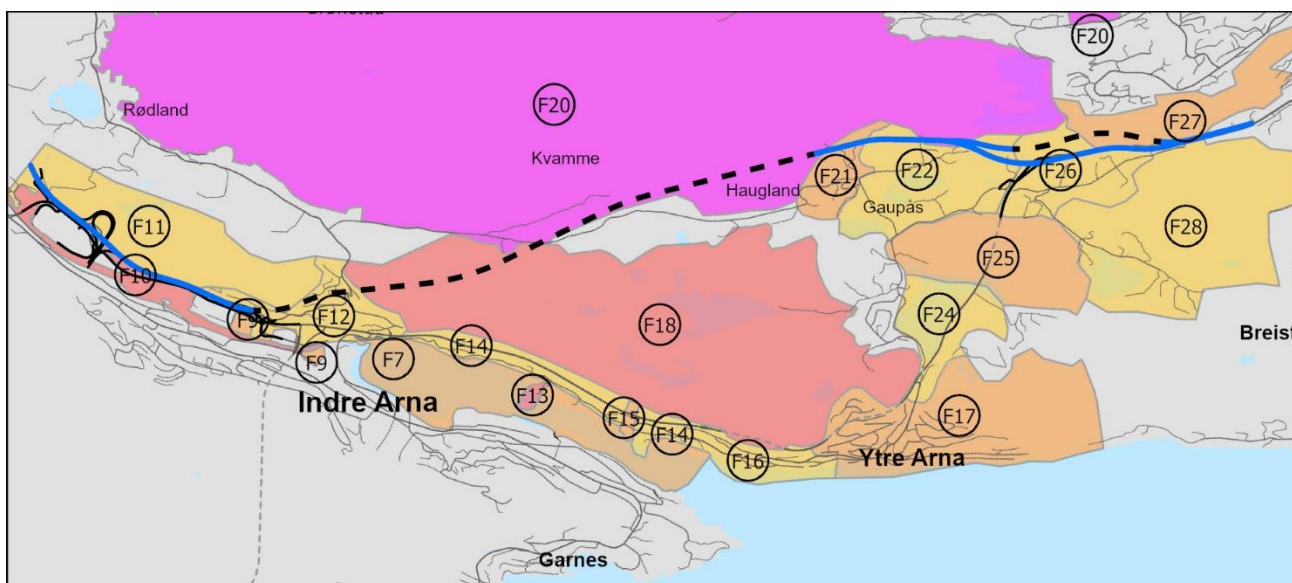 F20
F20
Rødland
F27
Kvamme
F21
F22
F26
Haugland
Gaupås
F11
F28
F25
F10
F12
F24
F18
F9
Breist
F14
F7
F9
Indre Arna
F13
F15
F17
F14
Ytre Arna
F16
Garnes